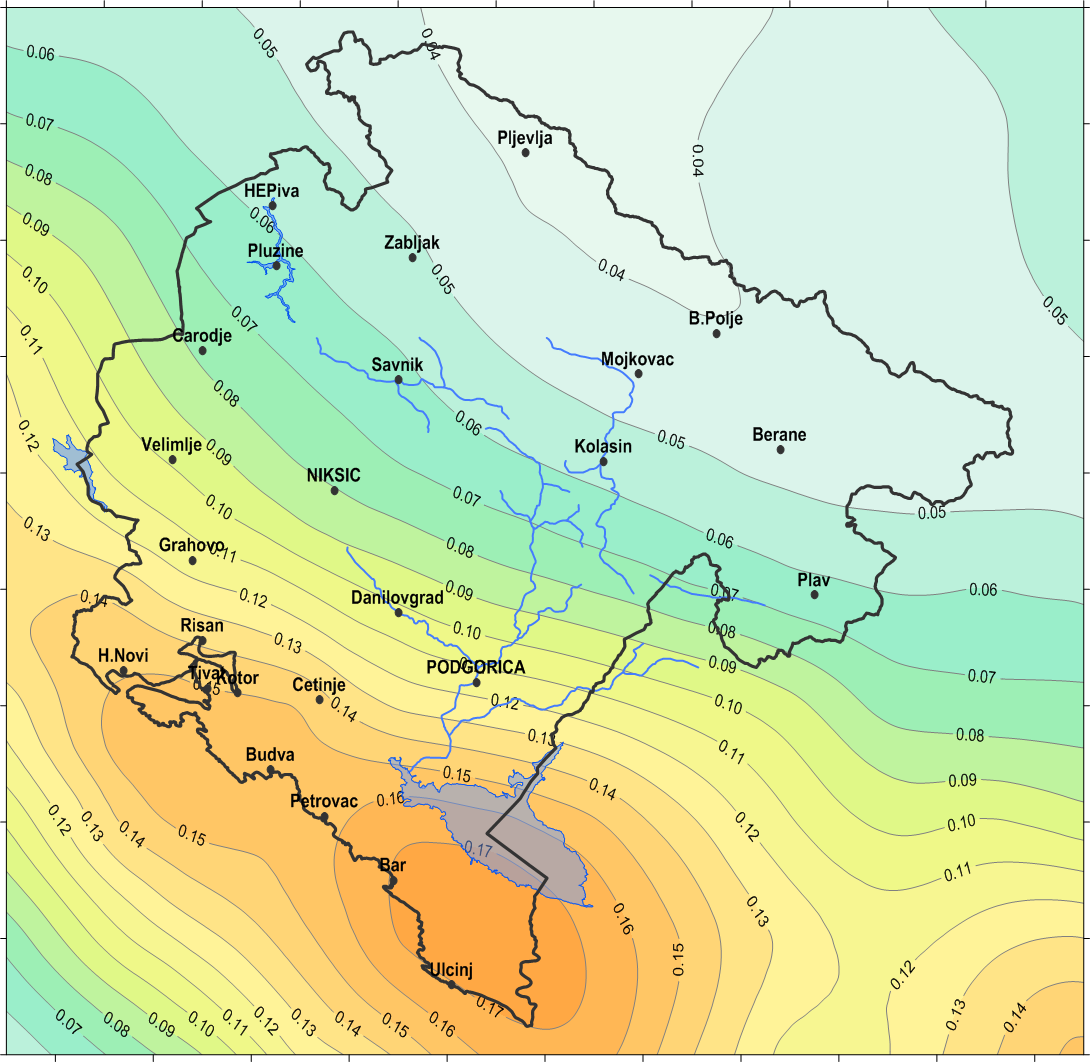 0.05
0.04
0.06
0.07
Pljevlja
0.04
0.08
HEPiva
0.06
0.09
Pluzine
Zabljak
0.04
0.10
0.05
0.05
0.07
B.Polje
Carodje
0.11
Mojkovac
Savnik
0.08
0.06
0.12
0.05
Velimlje
Berane
Kolasin
0.09
NIKSIC
0.07
0.10
0.05
0.13
0.06
Grahovo
0.11
0.08
Plav
0.09
0.07
0.06
0.12
0.14
Danilovgrad
Risan
0.10
0.08
0.13
H.Novi
PODGORICA
0.09
Tivat
Kotor
0.07
0.15
Cetinje
0.12
0.10
0.14
0.13
0.08
Budva
0.11
0.15
0.09
0.14
Petrovac
0.16
0.12
0.10
0.12
0.13
0.14
0.15
0.17
Bar
0.11
0.13
0.16
0.15
Ulcinj
0.12
0.17
0.07
0.08
0.09
0.10
0.11
0.12
0.13
0.14
0.15
0.16
0.13
0.14